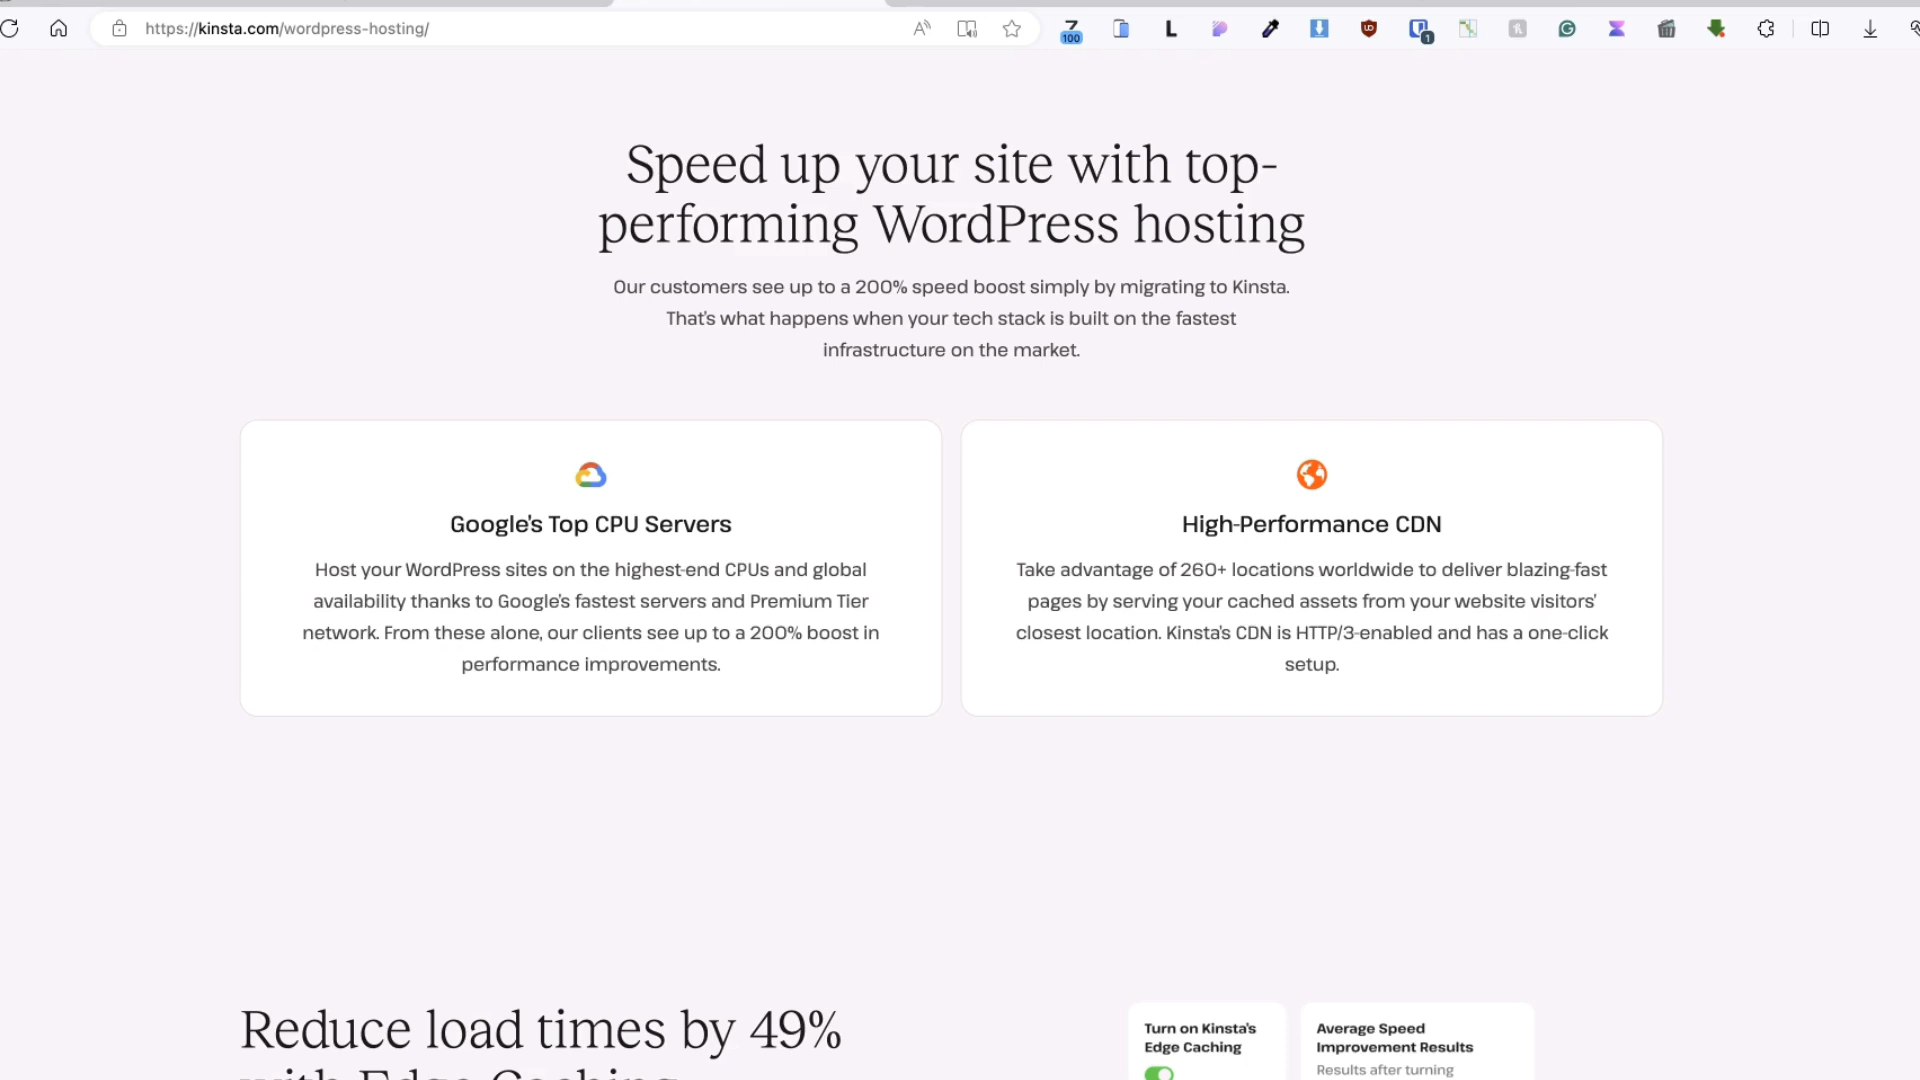 https://kinsta.com/wordpress-hosting/
100
L
1
Speed up your site with top-
performing WordPress hosting
Our customers see up to a 200% speed boost simply by migrating to Kinsta.
That's what happens when your tech stack is built on the fastest
infrastructure on the market.
Google's Top CPU Servers
Host your WordPress sites on the highest-end CPUs and global
availability thanks to Google's fastest servers and Premium Tier
network. From these alone, our clients see up to a 200% boost in
performance improvements.
High-Performance CDN
Take advantage of 260+ locations worldwide to deliver blazing-fast
pages by serving your cached assets from your website visitors'
closest location. Kinsta's CDN is HTTP/3-enabled and has a one-click
setup.
Reduce load times by 49%
with Edge Caching
Turn on Kinsta's
Edge Caching
Average Speed
Improvement Results
Results after turning